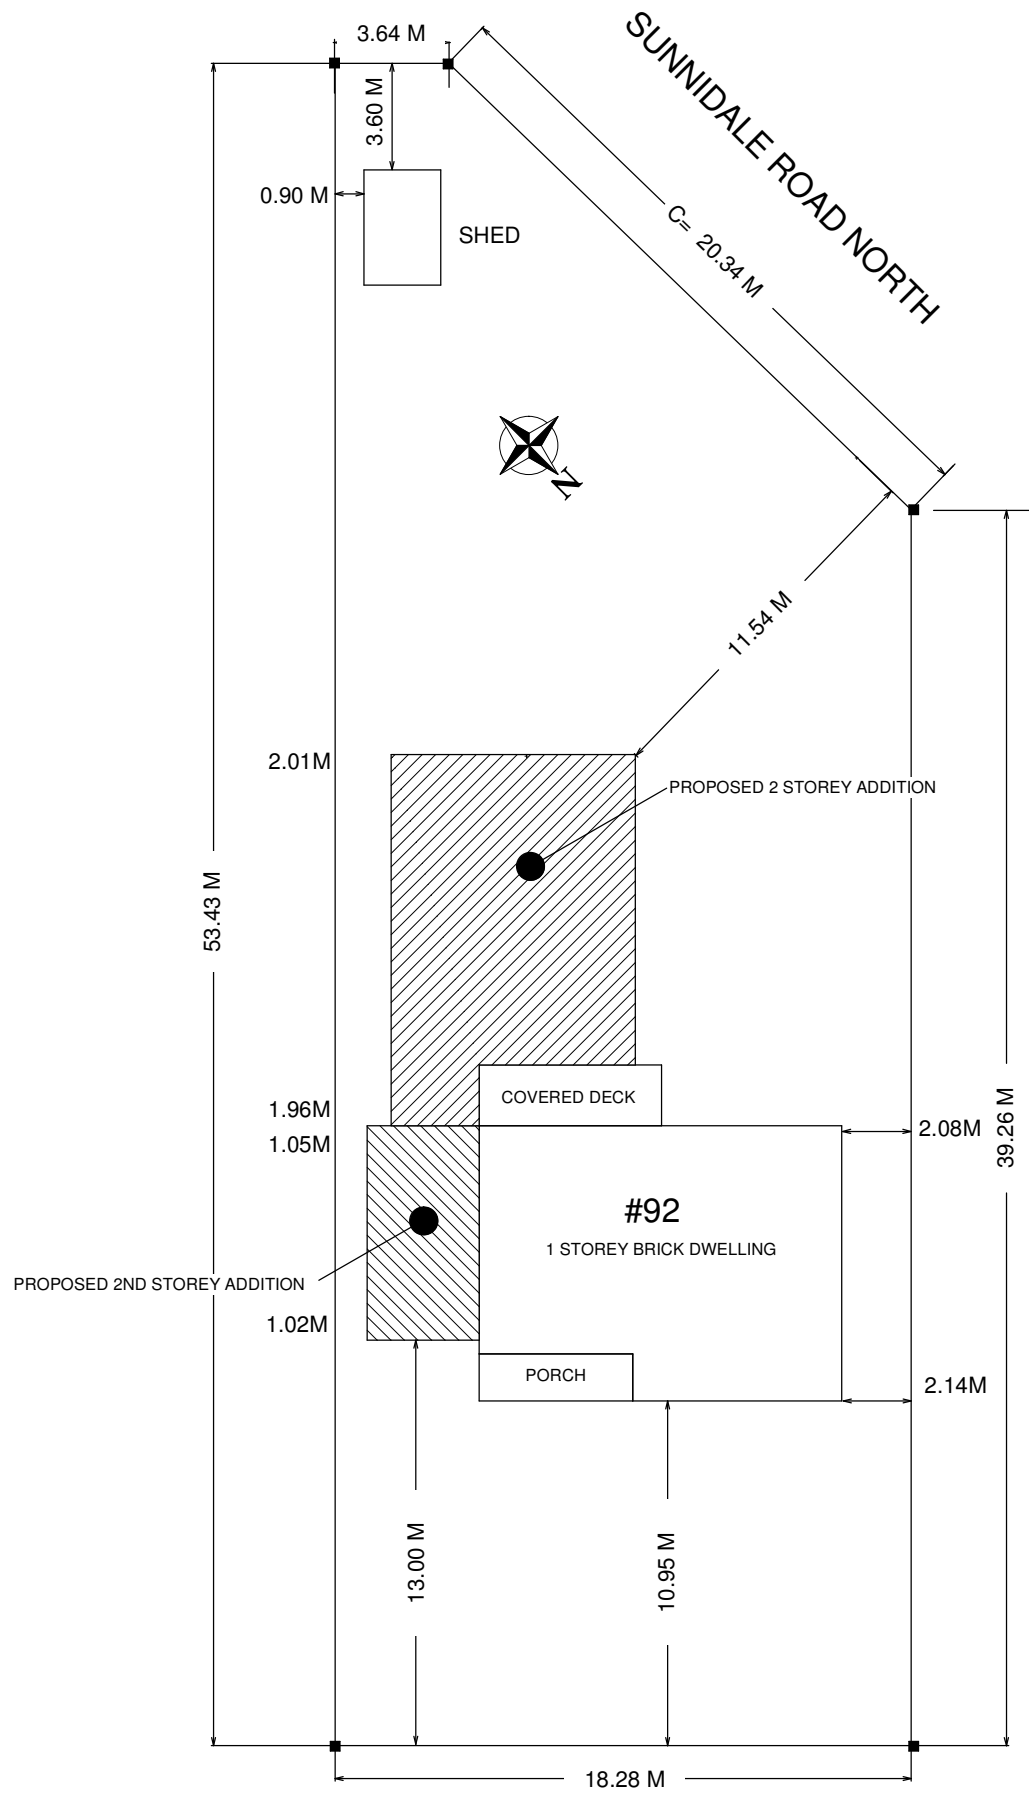 3.64 M
SUNNIDALE ROAD NORTH
3.60 M
0.90 M
SHED
C= 20.34 M
N
11.54 M
2.01M
PROPOSED 2 STOREY ADDITION
53.43 M
COVERED DECK
1.96M
1.05M
2.08M
39.26 M
#92
1 STOREY BRICK DWELLING
PROPOSED 2ND STOREY ADDITION
1.02M
PORCH
2.14M
13.00 M
10.95 M
18.28 M